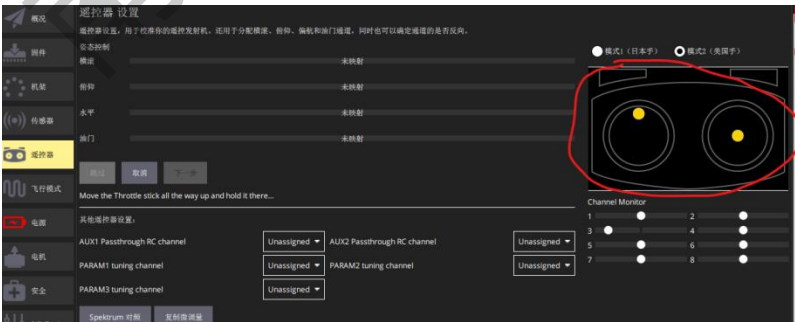 概况
固件
机架
传感器
遥控器
飞行模式
电源
电机
安全
遥控器 设置
遥控器设置，用于校准你的遥控发射机。还用于分配横滚、俯仰、偏航和油门通道，同时也可以确定通道的是否反向。
姿态控制
横滚 未映射
俯仰 未映射
水平 未映射
油门 未映射
跳过 取消 下一步
Move the Throttle stick all the way up and hold it there...
其他遥控器设置：
AUX1 Passthrough RC channel Unassigned AUX2 Passthrough RC channel Unassigned
PARAM1 tuning channel Unassigned PARAM2 tuning channel Unassigned
PARAM3 tuning channel Unassigned
Spektrum 对频 复制微调量
模式1（日本手） 模式2（美国手）
Channel Monitor
1 2
3 4
5 6
7 8